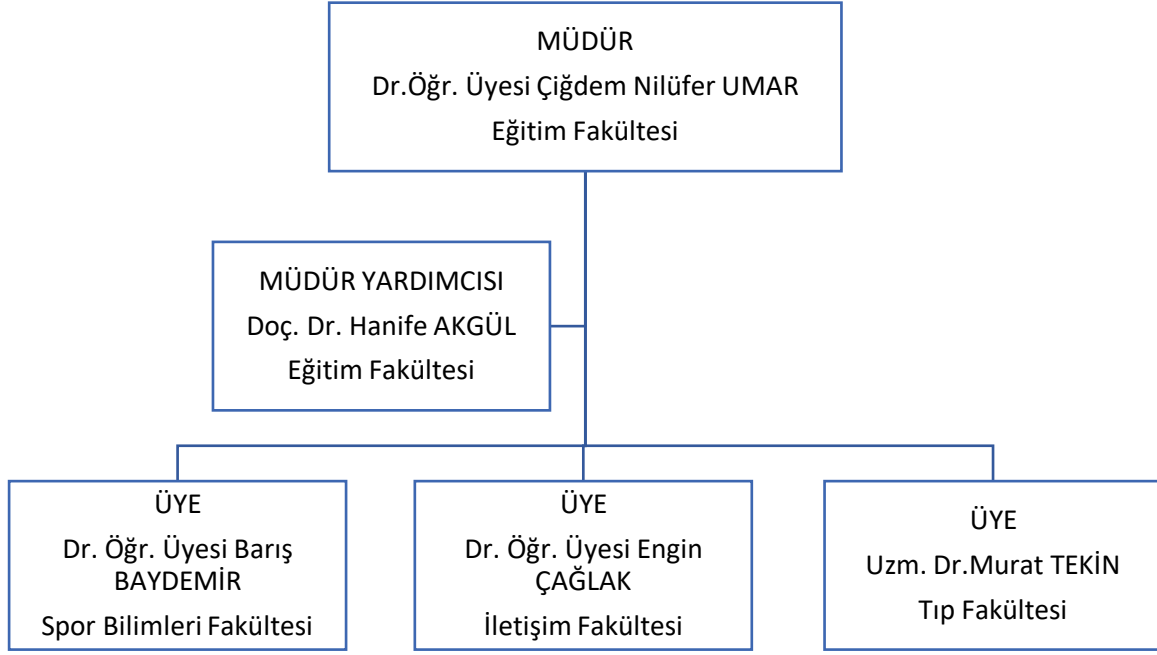 MÜDÜR
Dr.Öğr. Üyesi Çiğdem Nilüfer UMAR
Eğitim Fakültesi
MÜDÜR YARDIMCISI
Doç. Dr. Hanife AKGÜL
Eğitim Fakültesi
ÜYE
Dr. Öğr. Üyesi Barış
BAYDEMİR
Spor Bilimleri Fakültesi
ÜYE
Dr. Öğr. Üyesi Engin
ÇAĞLAK
İletişim Fakültesi
ÜYE
Uzm. Dr.Murat TEKİN
Tıp Fakültesi